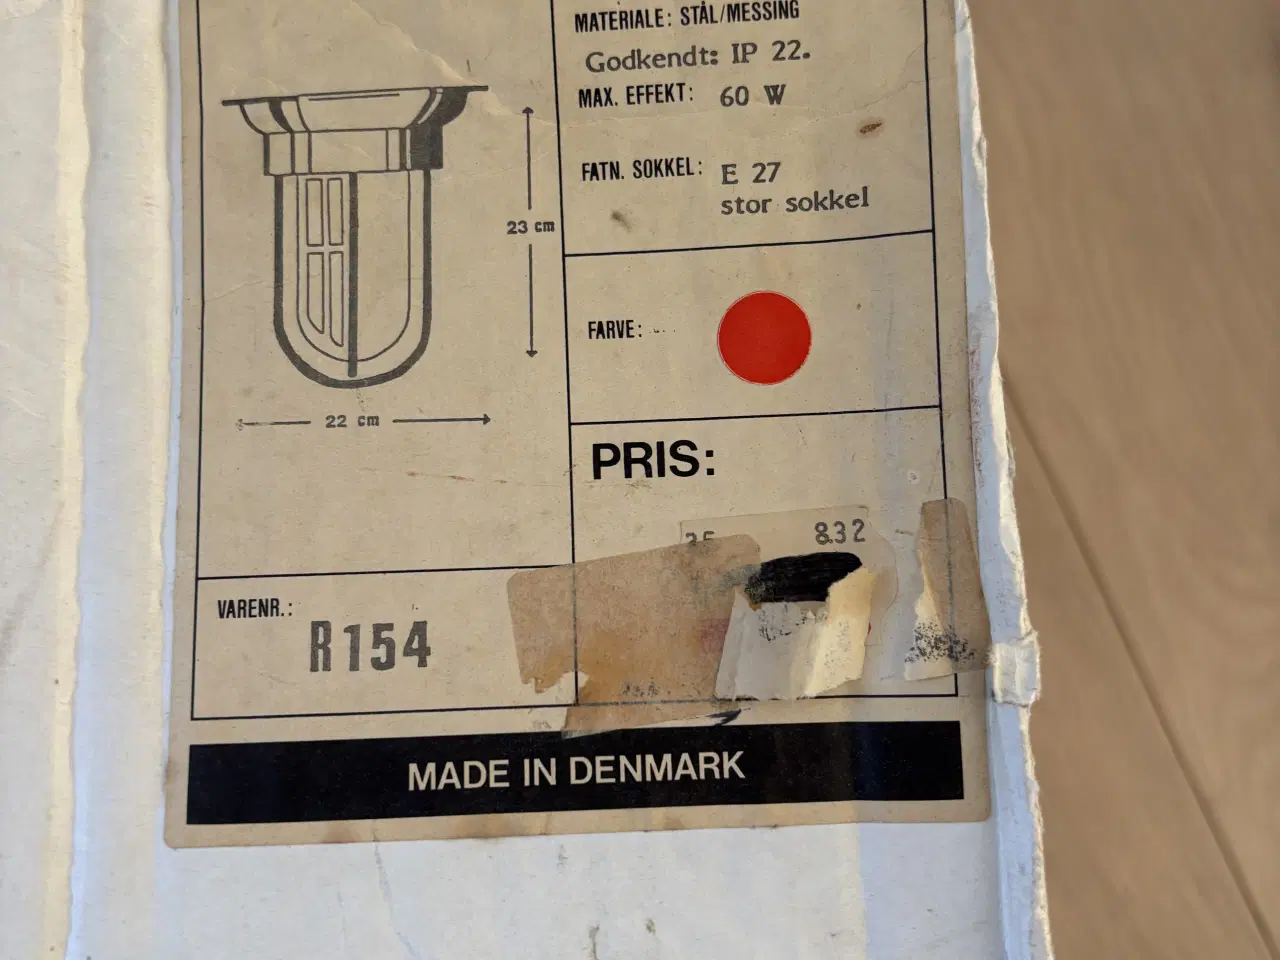 MATERIALE: STÅL/MESSING
Godkendt: IP 22.
MAX. EFFEKT: 60 W
FATN. SOKKEL: E 27
stor sokkel
23 cm
FARVE:
22 cm
PRIS:
832
VARENR.:
R154
MADE IN DENMARK